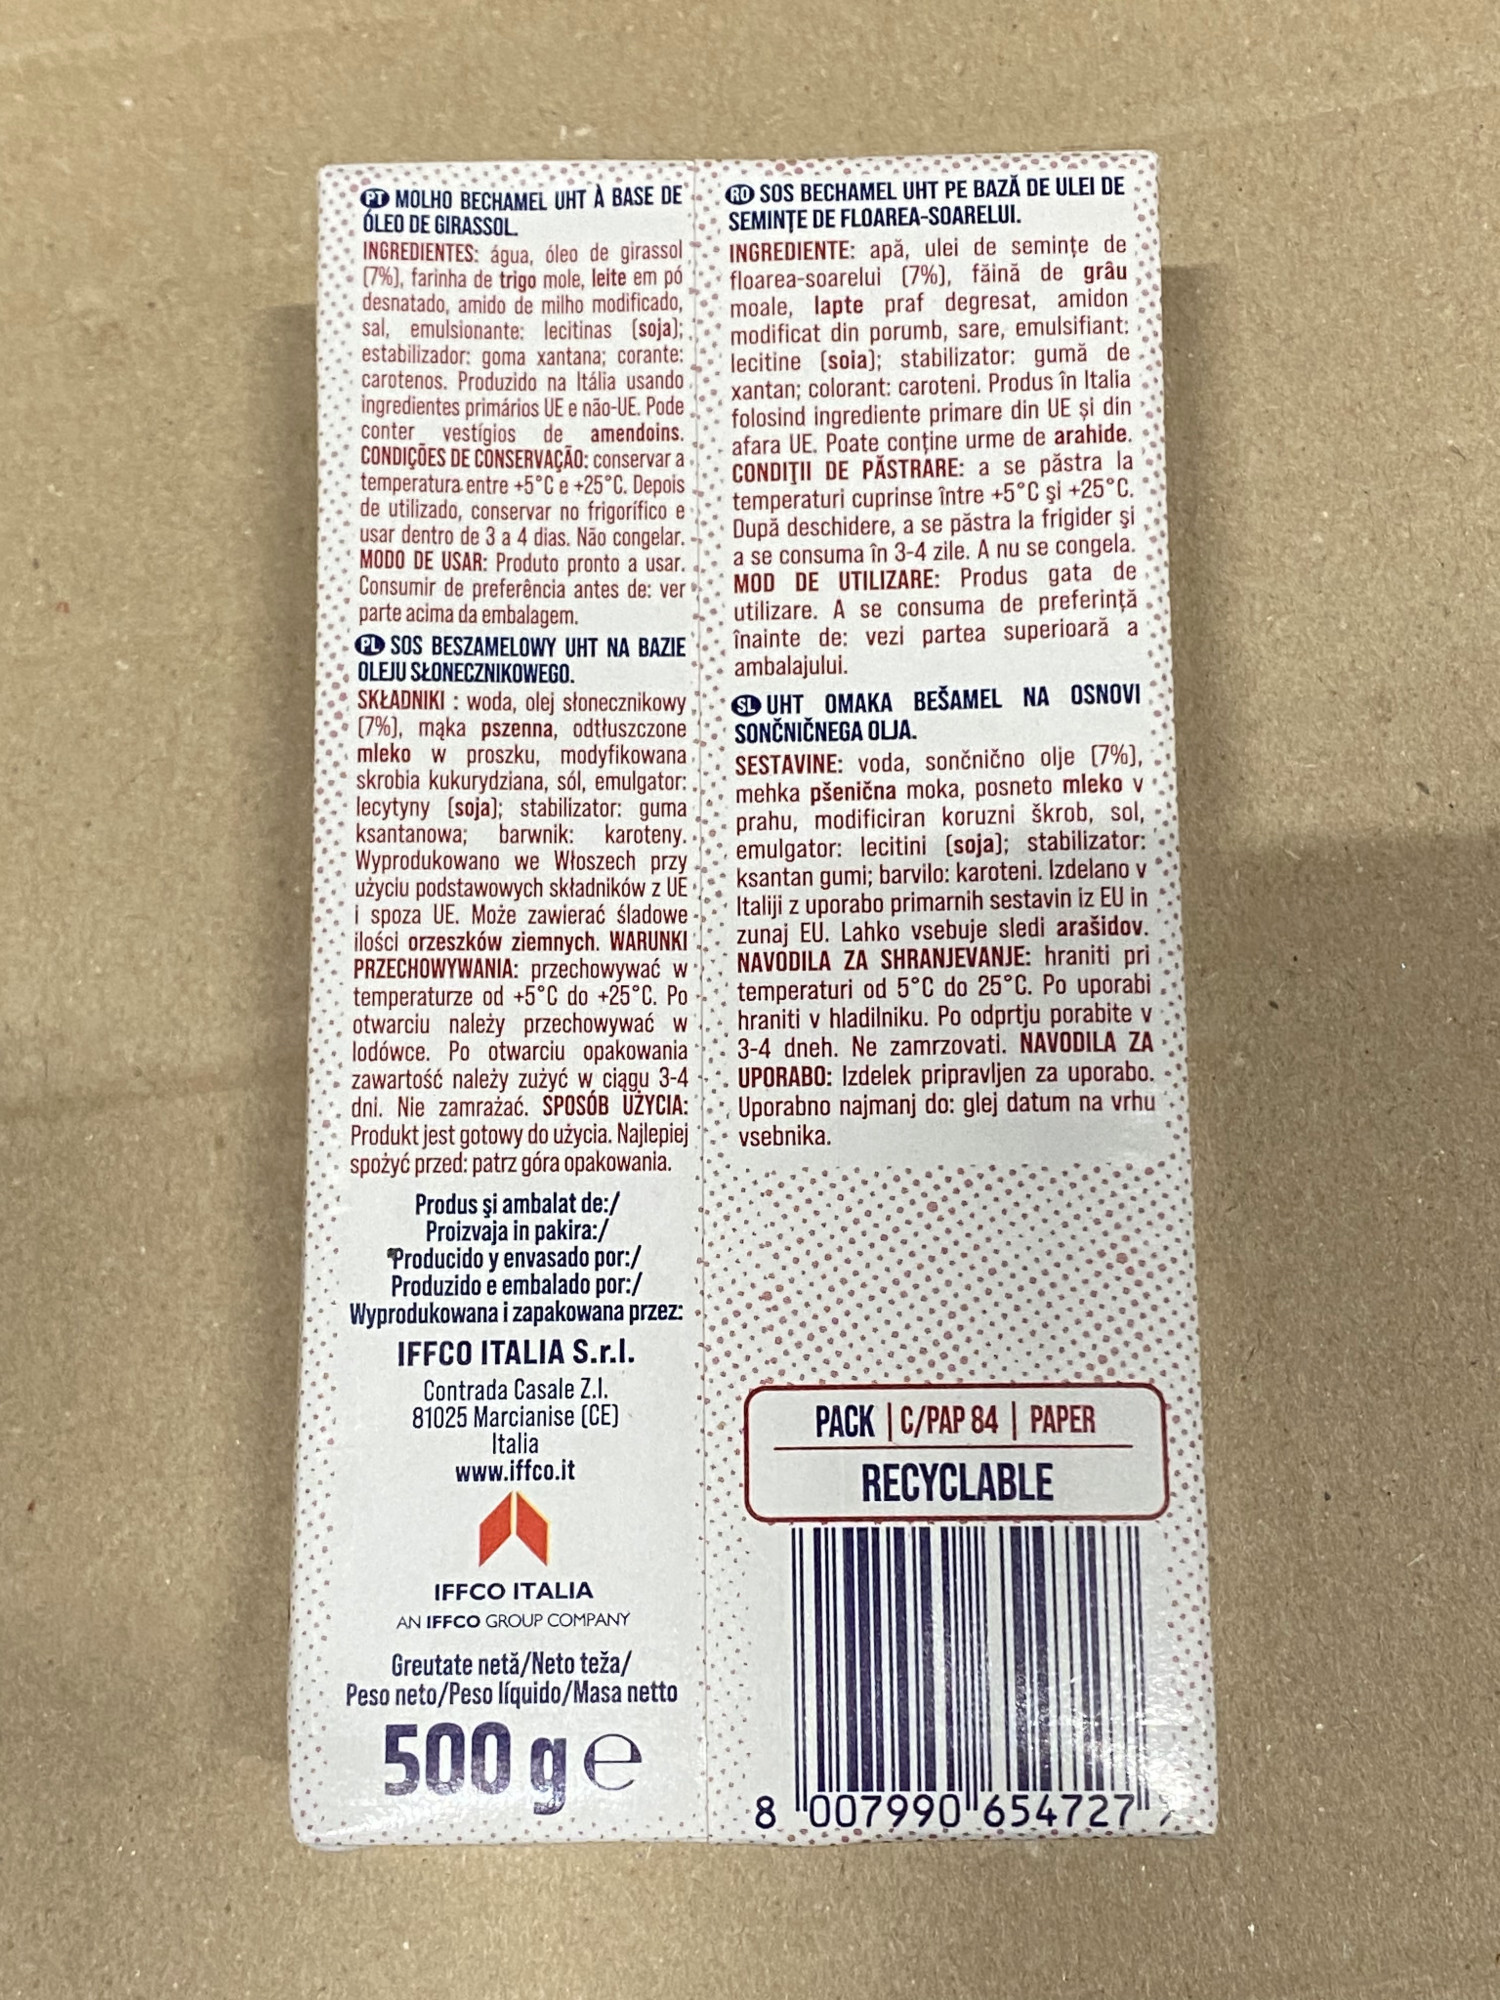 PT MOLHO BECHAMEL UHT À BASE DE
ÓLEO DE GIRASSOL.
INGREDIENTES: água, óleo de girassol
(7%), farinha de trigo mole, leite em pó
desnatado, amido de milho modificado,
sal, emulsionante: lecitinas (soja);
estabilizador: goma xantana; corante:
carotenos. Produzido na Itália usando
ingredientes primários UE e não-UE. Pode
conter vestígios de amendoins.
CONDIÇÕES DE CONSERVAÇÃO: conservar a
temperatura entre +5°C e +25°C. Depois
de utilizado, conservar no frigorífico e
usar dentro de 3 a 4 dias. Não congelar.
MODO DE USAR: Produto pronto a usar.
Consumir de preferência antes de: ver
parte acima da embalagem.
PL SOS BESZAMELOWY UHT NA BAZIE
OLEJU SŁONECZNIKOWEGO.
SKŁADNIKI : woda, olej słonecznikowy
(7%), mąka pszenna, odtłuszczone
mleko w proszku, modyfikowana
skrobia kukurydziana, sól, emulgator:
lecytyny (soja); stabilizator: guma
ksantanowa; barwnik: karoteny.
Wyprodukowano we Włoszech przy
użyciu podstawowych składników z UE
i spoza UE. Może zawierać śladowe
ilości orzeszków ziemnych. WARUNKI
PRZECHOWYWANIA: przechowywać w
temperaturze od +5°C do +25°C. Po
otwarciu należy przechowywać w
lodówce. Po otwarciu opakowania
zawartość należy zużyć w ciągu 3-4
dni. Nie zamrażać. SPOSÓB UŻYCIA:
Produkt jest gotowy do użycia. Najlepiej
spożyć przed: patrz góra opakowania.
Produs și ambalat de:/
Proizvaja in pakira:/
Producido y envasado por:/
Produzido e embalado por:/
Wyprodukowana i zapakowana przez:
IFFCO ITALIA S.r.l.
Contrada Casale Z.I.
81025 Marcianise (CE)
Italia
www.iffco.it
IFFCO ITALIA
AN IFFCO GROUP COMPANY
Greutate netă/Neto teža/
Peso neto/Peso líquido/Masa netto
500 g e
RO SOS BECHAMEL UHT PE BAZĂ DE ULEI DE
SEMINȚE DE FLOAREA-SOARELUI.
INGREDIENTE: apă, ulei de semințe de
floarea-soarelui (7%), făină de grâu
moale, lapte praf degresat, amidon
modificat din porumb, sare, emulsifiant:
lecitine (soia); stabilizator: gumă de
xantan; colorant: caroteni. Produs în Italia
folosind ingrediente primare din UE și din
afara UE. Poate conține urme de arahide.
CONDIȚII DE PĂSTRARE: a se păstra la
temperaturi cuprinse între +5°C și +25°C.
După deschidere, a se păstra la frigider și
a se consuma în 3-4 zile. A nu se congela.
MOD DE UTILIZARE: Produs gata de
utilizare. A se consuma de preferință
înainte de: vezi partea superioară a
ambalajului.
SL UHT OMAKA BEŠAMEL NA OSNOVI
SONČNIČNEGA OLJA.
SESTAVINE: voda, sončnično olje (7%),
mehka pšenična moka, posneto mleko v
prahu, modificiran koruzni škrob, sol,
emulgator: lecitini (soja); stabilizator:
ksantan gumi; barvilo: karoteni. Izdelano v
Italiji z uporabo primarnih sestavin iz EU in
zunaj EU. Lahko vsebuje sledi arašidov.
NAVODILA ZA SHRANJEVANJE: hraniti pri
temperaturi od 5°C do 25°C. Po uporabi
hraniti v hladilniku. Po odprtju porabite v
3-4 dneh. Ne zamrzovati. NAVODILA ZA
UPORABO: Izdelek pripravljen za uporabo.
Uporabno najmanj do: glej datum na vrhu
vsebnika.
PACK | C/PAP 84 | PAPER
RECYCLABLE
8 007990 654727 >